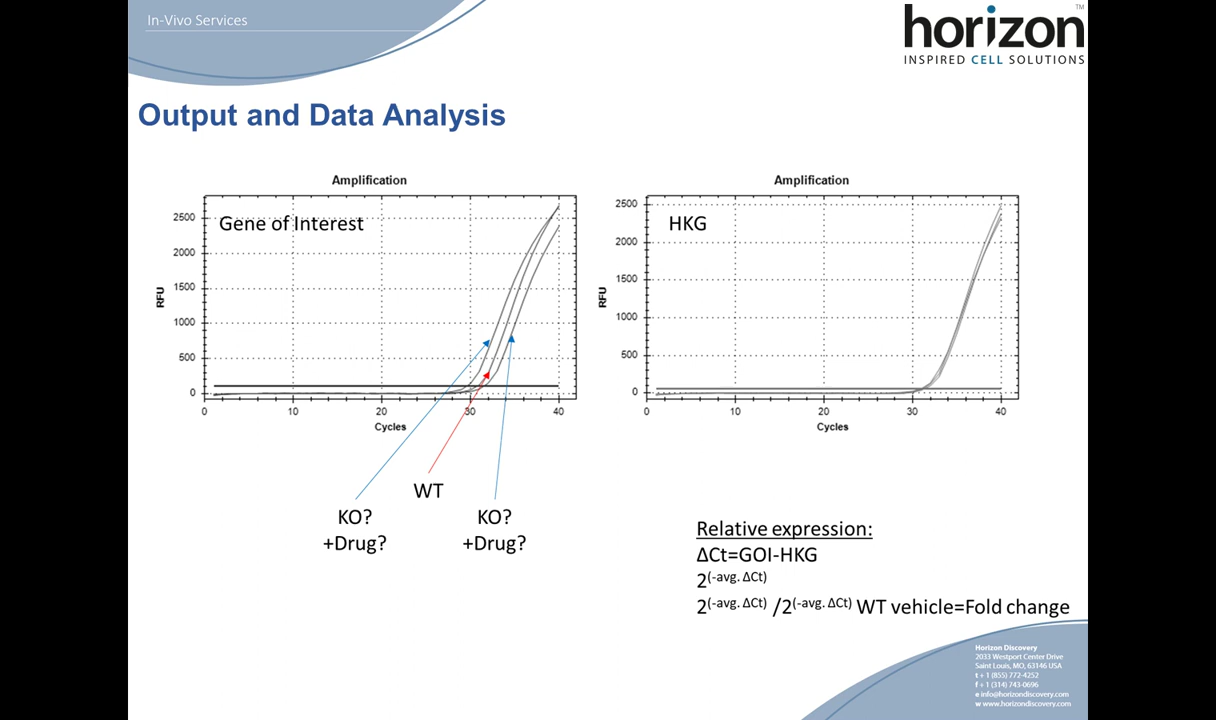 In-Vivo Services
horizon™
INSPIRED CELL SOLUTIONS
Output and Data Analysis
Amplification
Gene of Interest
2500
2000
1500
1000
500
0
RFU
0 10 20 30 40
Cycles
Amplification
HKG
2500
2000
1500
1000
500
0
RFU
0 10 20 30 40
Cycles
WT
KO?
+Drug?
KO?
+Drug?
Relative expression:
ΔCt=GOI-HKG
2(-avg. ΔCt)
2(-avg. ΔCt) /2(-avg. ΔCt) WT vehicle=Fold change
Horizon Discovery
2033 Westport Center Drive
Saint Louis, MO, 63146 USA
t + 1 (855) 772-4252
f + 1 (314) 743-0696
e info@horizondiscovery.com
w www.horizondiscovery.com